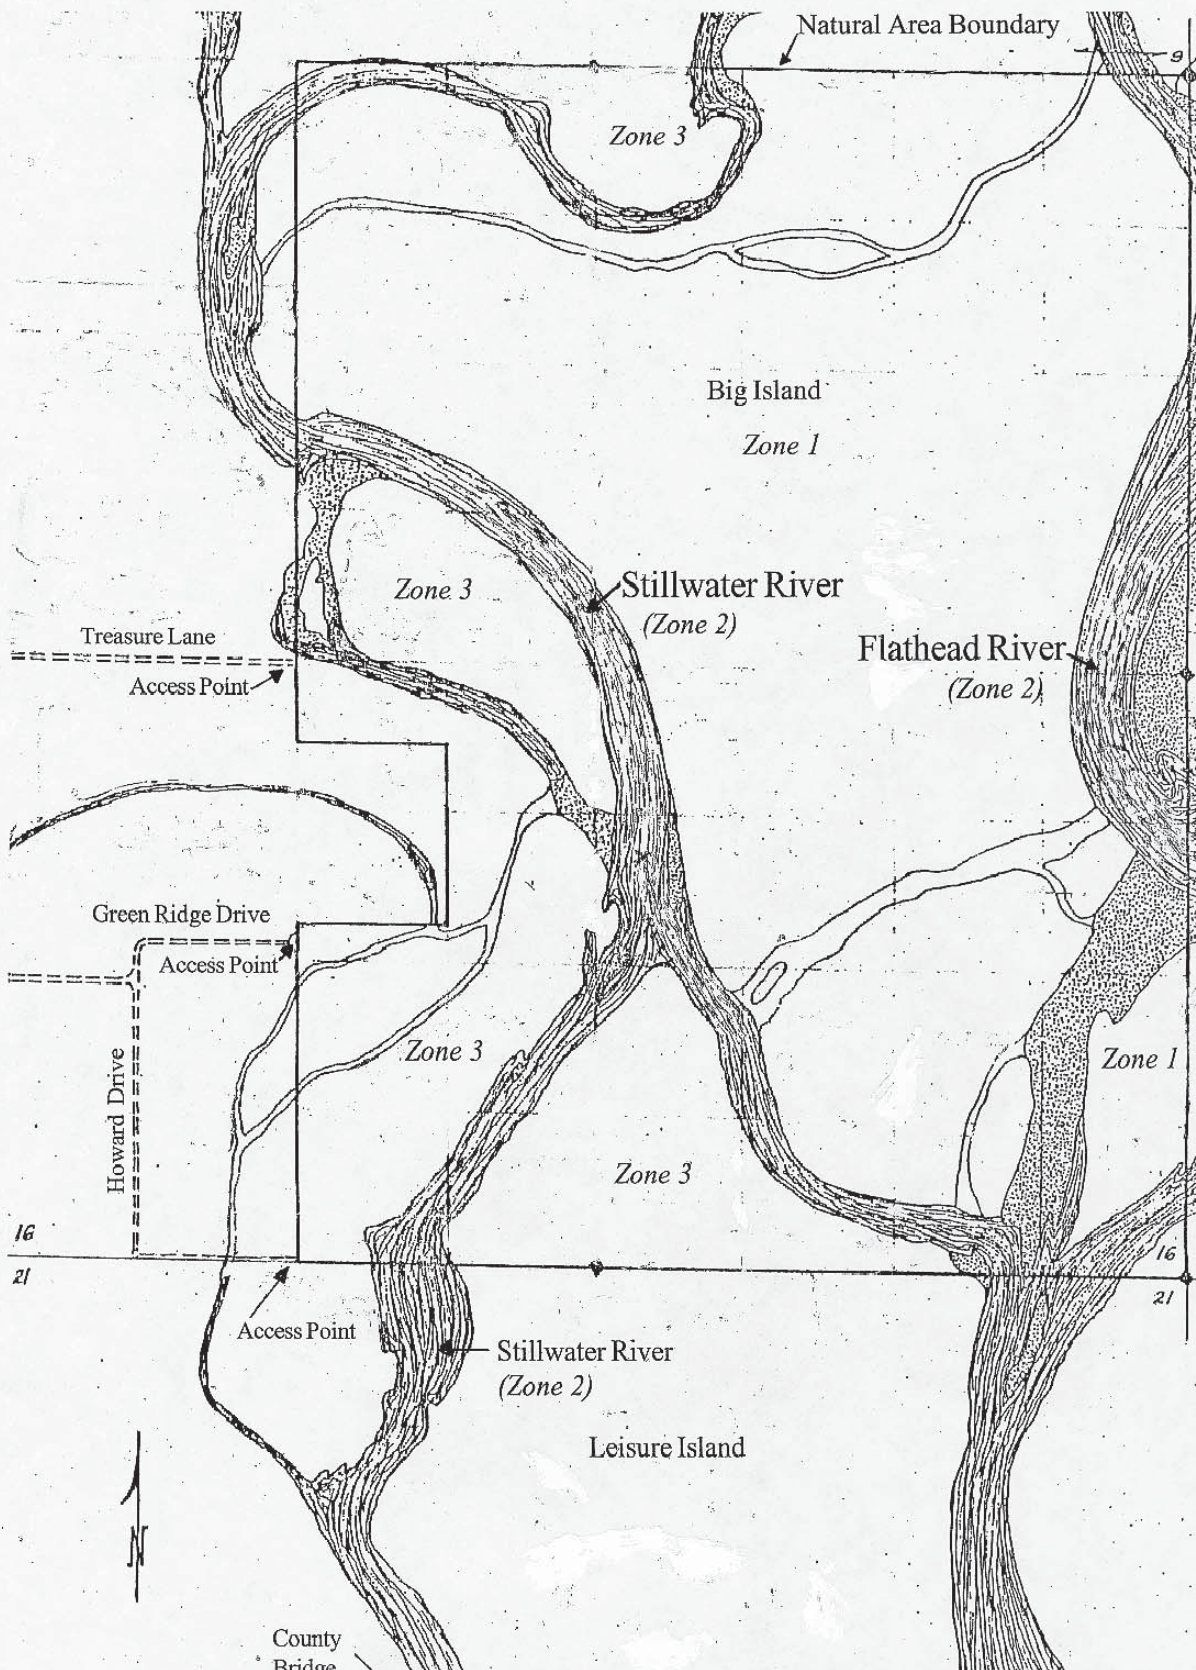 Natural Area Boundary
9
Zone 3
Big Island
Zone 1
Zone 3
Stillwater River
(Zone 2)
Treasure Lane
Access Point
Flathead River
(Zone 2)
Green Ridge Drive
Access Point
Howard Drive
Zone 3
Zone 1
Zone 3
16
21
16
21
Access Point
Stillwater River
(Zone 2)
Leisure Island
N
County
Bridge